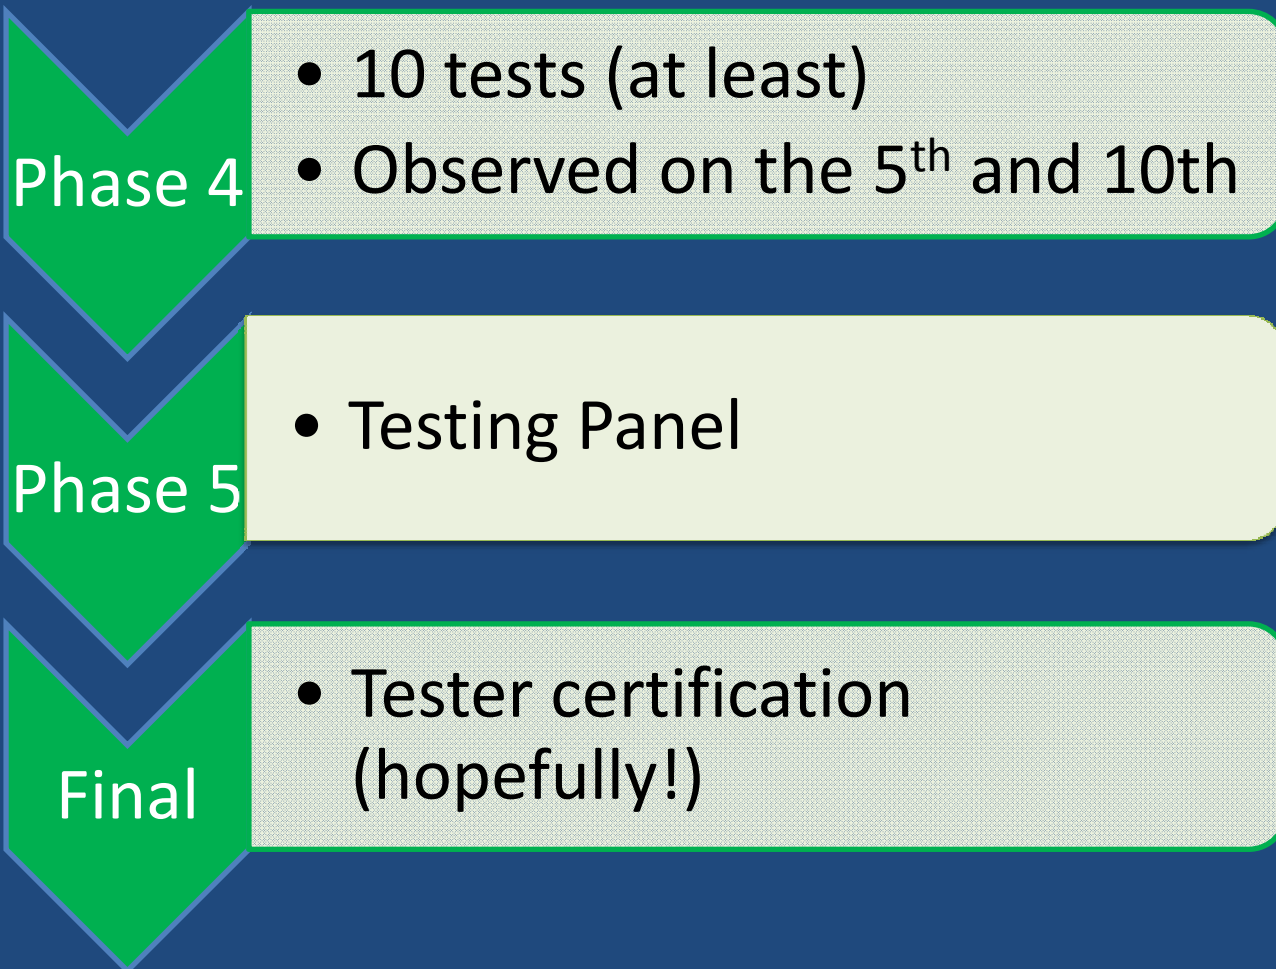 Phase 4
• 10 tests (at least)
• Observed on the 5th and 10th
Phase 5
• Testing Panel
Final
• Tester certification
(hopefully!)